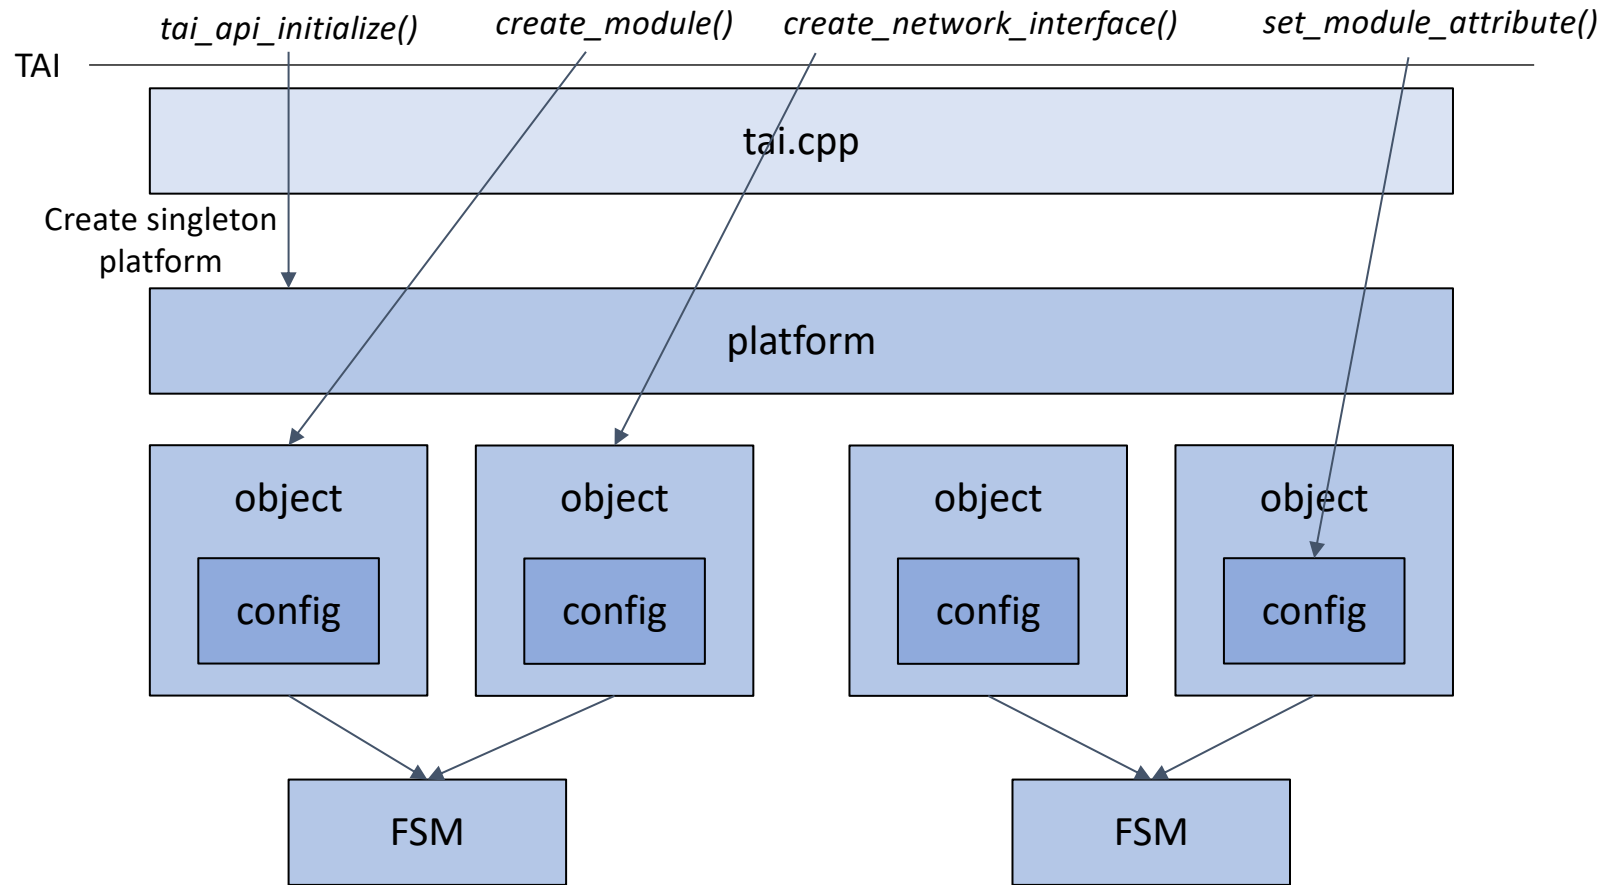 tai_api_initialize() create_module() create_network_interface() set_module_attribute()
TAI
tai.cpp
Create singleton
platform
platform
object object object object
config config config config
FSM FSM